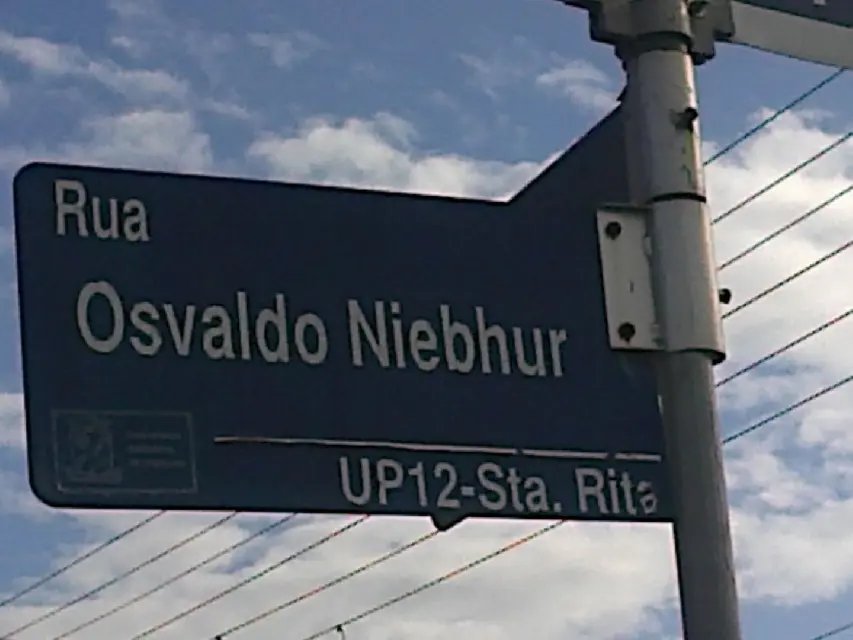 Rua
Osvaldo Niebhur
UP12-Sta. Rita